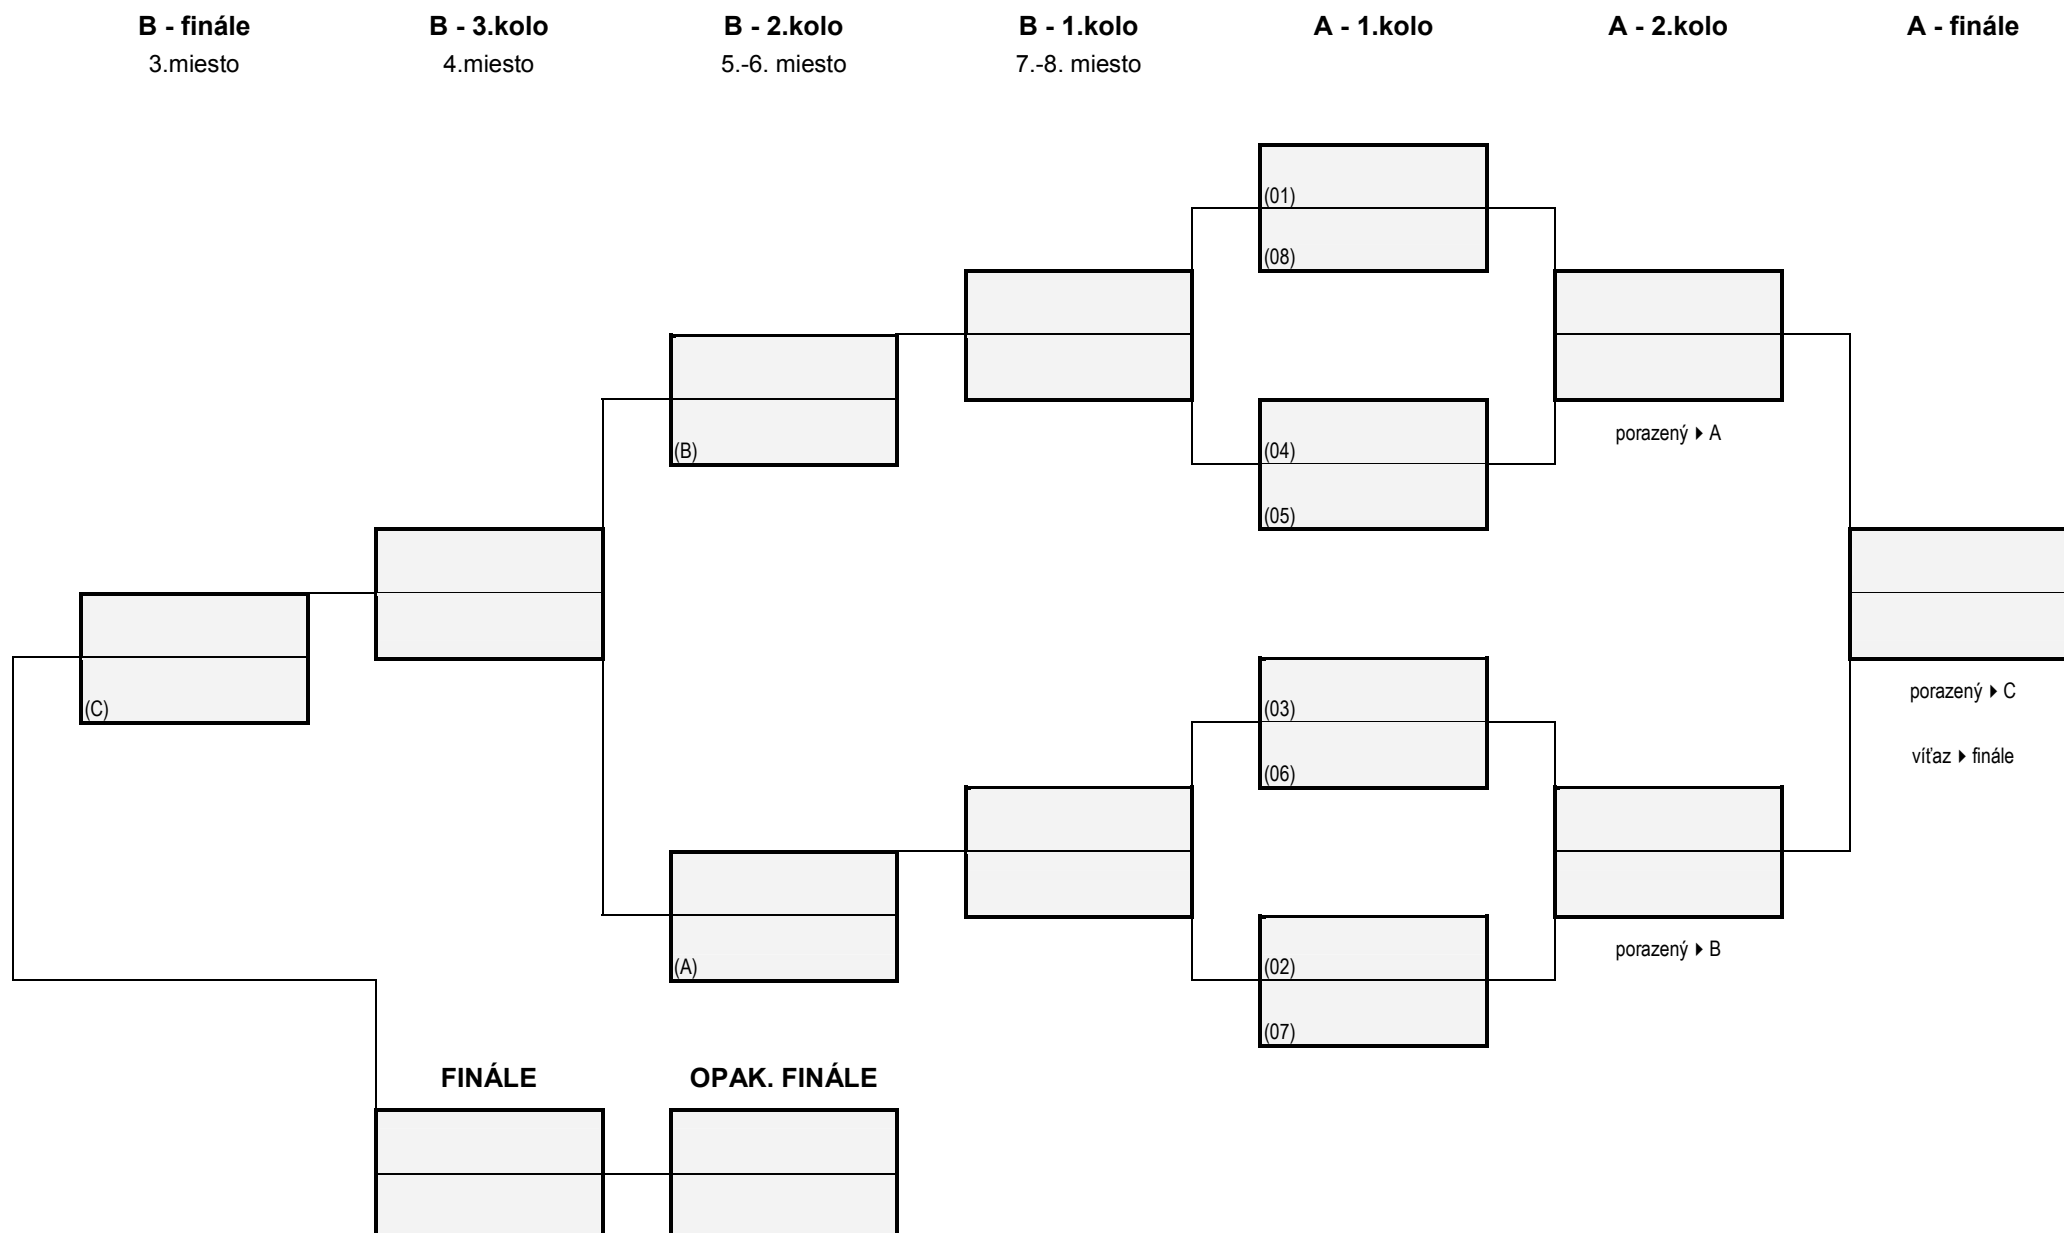 B - finále
B - 3.kolo
B - 2.kolo
B - 1.kolo
A - 1.kolo
A - 2.kolo
A - finále
3.miesto
4.miesto
5.-6. miesto
7.-8. miesto
(01)
(08)
(B)
(04)
porazený ▸ A
(05)
(C)
(03)
porazený ▸ C
víťaz ▸ finále
(06)
(A)
(02)
porazený ▸ B
(07)
FINÁLE
OPAK. FINÁLE